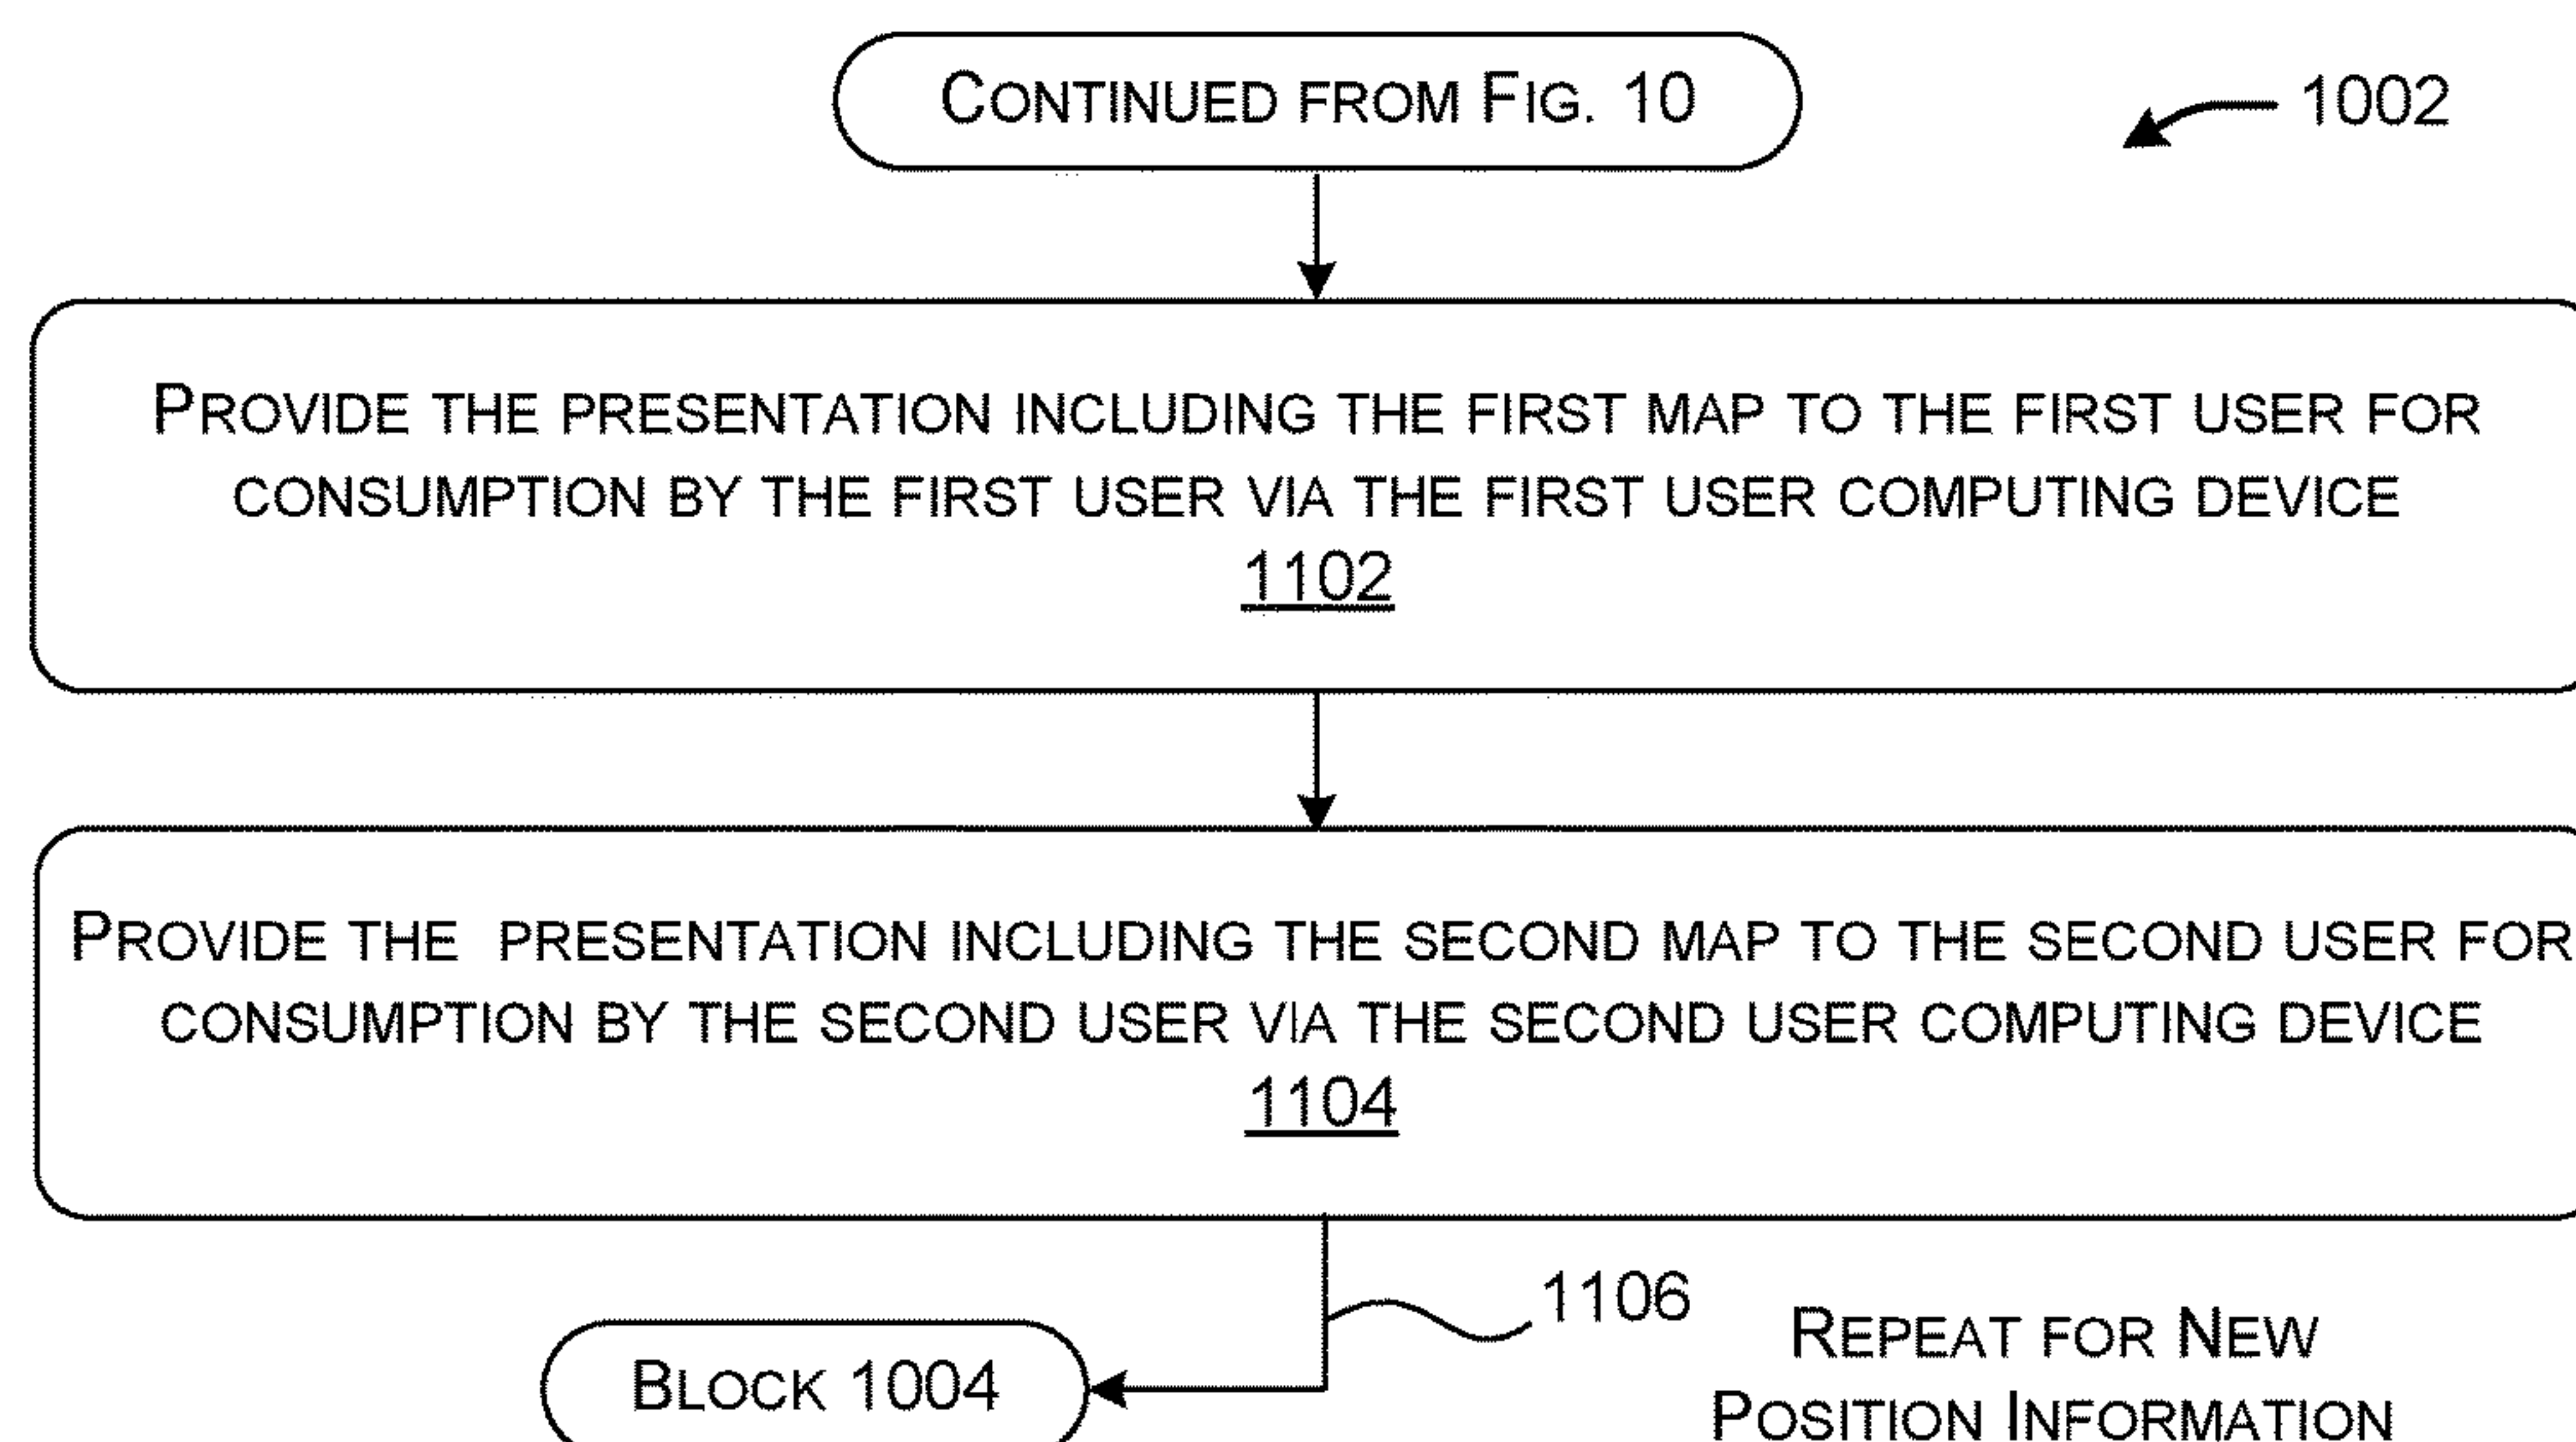 CONTINUED FROM FIG. 10
1002
PROVIDE THE PRESENTATION INCLUDING THE FIRST MAP TO THE FIRST USER FOR
CONSUMPTION BY THE FIRST USER VIA THE FIRST USER COMPUTING DEVICE
1102
PROVIDE THE PRESENTATION INCLUDING THE SECOND MAP TO THE SECOND USER FOR
CONSUMPTION BY THE SECOND USER VIA THE SECOND USER COMPUTING DEVICE
1104
1106
REPEAT FOR NEW
POSITION INFORMATION
BLOCK 1004